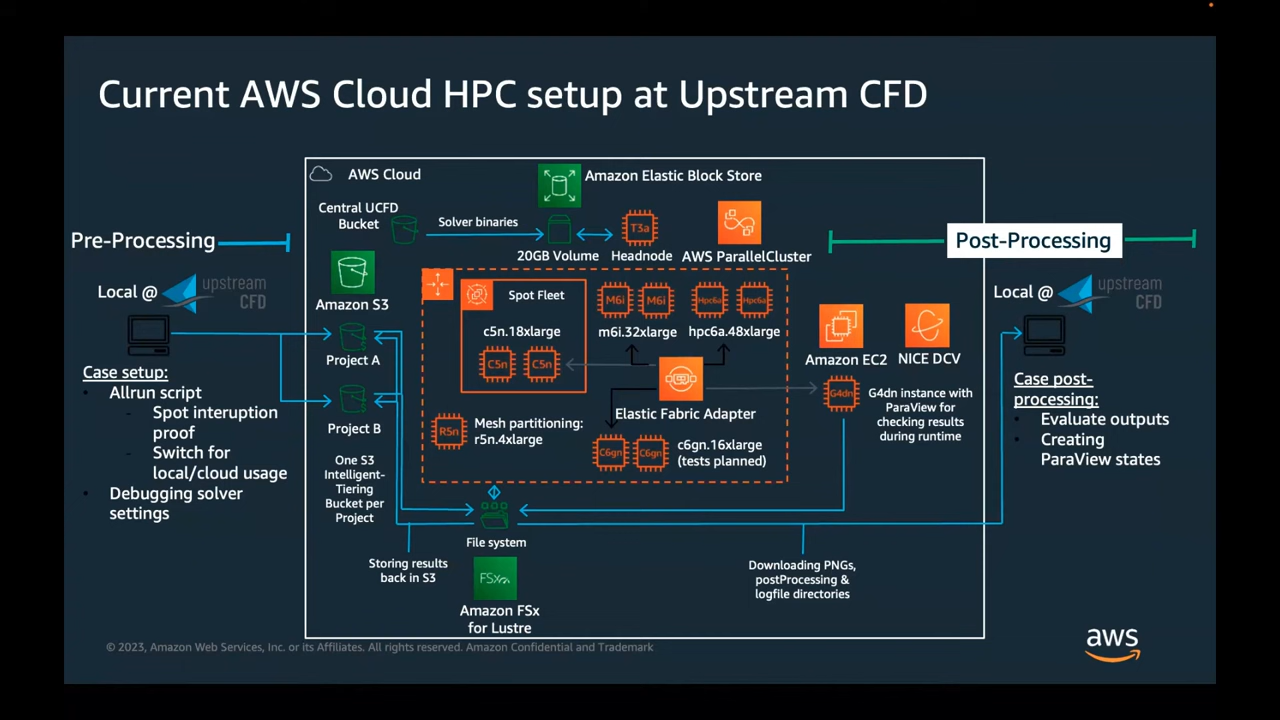 Current AWS Cloud HPC setup at Upstream CFD
AWS Cloud
Amazon Elastic Block Store
Central UCFD
Bucket
Solver binaries
T3a
20GB Volume
Headnode
AWS ParallelCluster
Pre-Processing
Post-Processing
Local @
upstream
CFD
Amazon S3
Project A
Project B
One S3
Intelligent-
Tiering
Bucket per
Project
Case setup:
Allrun script
- Spot interuption
proof
- Switch for
local/cloud usage
Debugging solver
settings
Spot Fleet
c5n.18xlarge
C5n
C5n
M6i
M6i
m6i.32xlarge
Hpc6a
Hpc6a
hpc6a.48xlarge
Elastic Fabric Adapter
R5n
Mesh partitioning:
r5n.4xlarge
C6gn
C6gn
c6gn.16xlarge
(tests planned)
Amazon EC2
NICE DCV
G4dn
G4dn instance with
ParaView for
checking results
during runtime
Local @
upstream
CFD
Case post-
processing:
Evaluate outputs
Creating
ParaView states
File system
Storing results
back in S3
FSx
Amazon FSx
for Lustre
Downloading PNGs,
postProcessing &
logfile directories
© 2023, Amazon Web Services, Inc. or its Affiliates. All rights reserved. Amazon Confidential and Trademark
aws